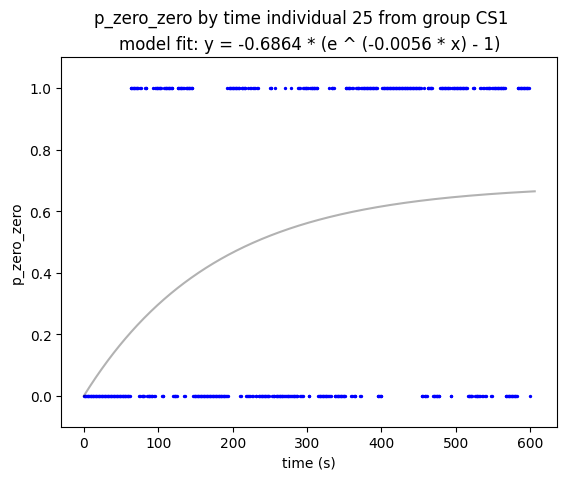 p_zero_zero by time individual 25 from group CS1
model fit: y = -0.6864 * (e ^ (-0.0056 * x) - 1)
1.0
0.8
0.6
0.4
0.2
0.0
p_zero_zero
0 100 200 300 400 500 600
time (s)